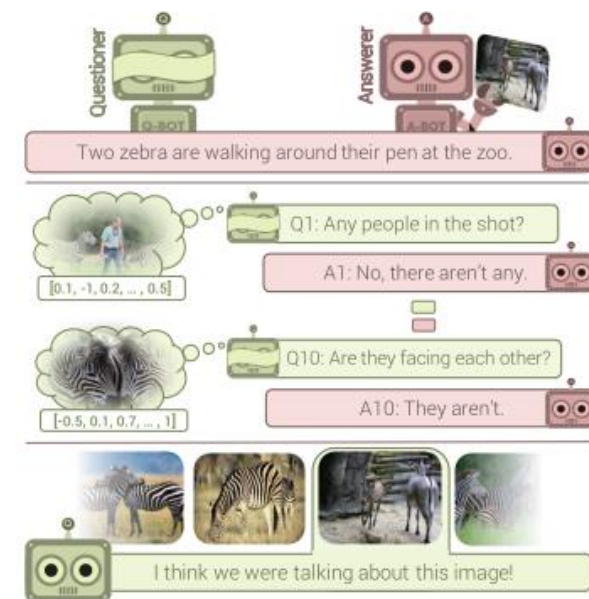 Questioner
Answerer
Q
A
Q-BOT
A-BOT
Two zebra are walking around their pen at the zoo.
Q1: Any people in the shot?
[0.1, -1, 0.2, ... , 0.5]
A1: No, there aren't any.
Q10: Are they facing each other?
[-0.5, 0.1, 0.7, ... , 1]
A10: They aren't.
I think we were talking about this image!